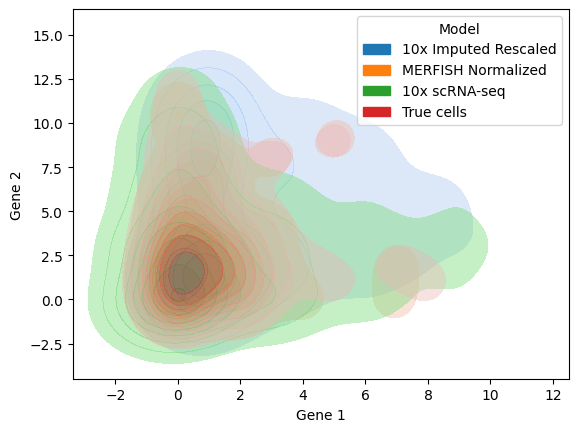 Model
10x Imputed Rescaled
MERFISH Normalized
10x scRNA-seq
True cells
15.0
12.5
10.0
7.5
5.0
2.5
0.0
−2.5
Gene 2
−2 0 2 4 6 8 10 12
Gene 1